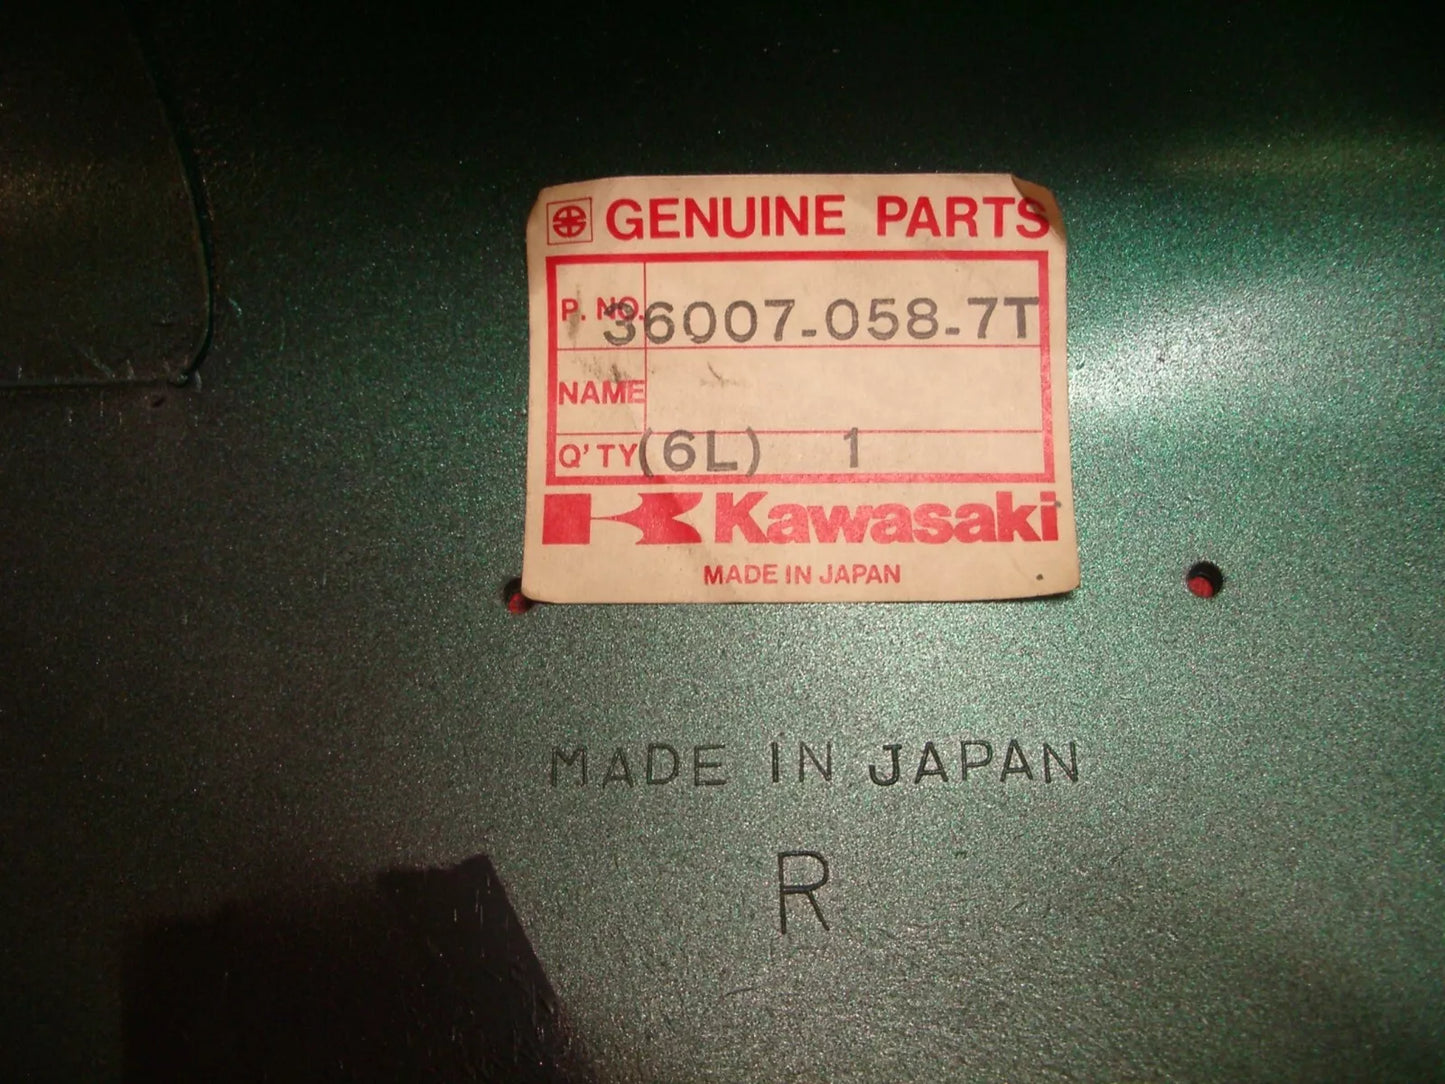 GENUINE PARTS
P. NO. 36007-058-7T
NAME
Q'TY (6L) 1
Kawasaki
MADE IN JAPAN
MADE IN JAPAN
R